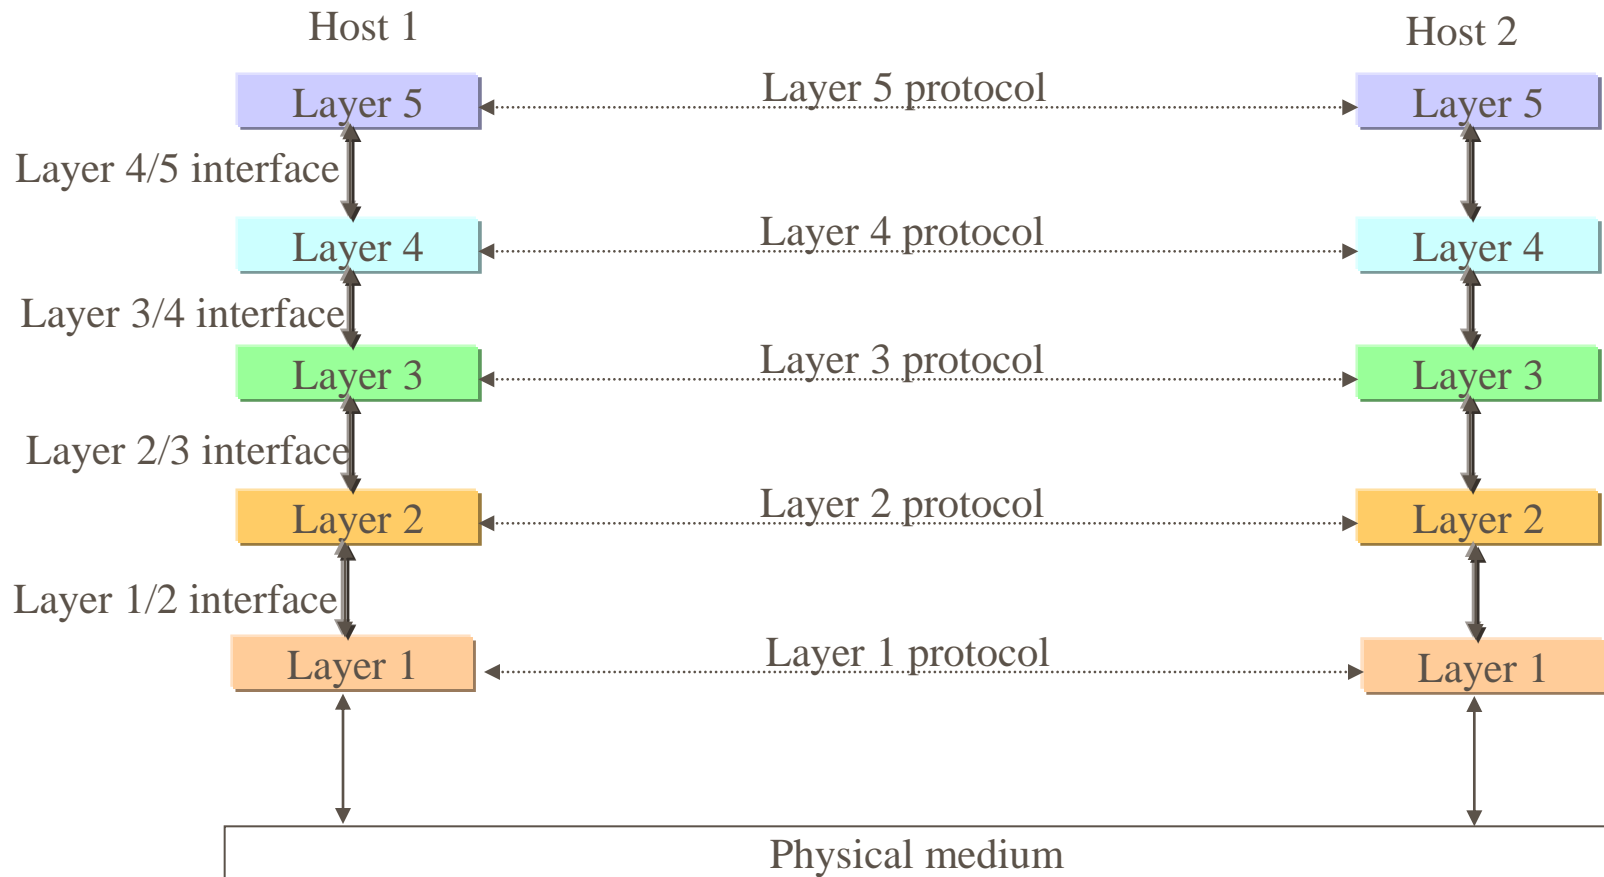 Host 1
Host 2
Layer 5
Layer 5 protocol
Layer 5
Layer 4/5 interface
Layer 4
Layer 4 protocol
Layer 4
Layer 3/4 interface
Layer 3
Layer 3 protocol
Layer 3
Layer 2/3 interface
Layer 2
Layer 2 protocol
Layer 2
Layer 1/2 interface
Layer 1
Layer 1 protocol
Layer 1
Physical medium